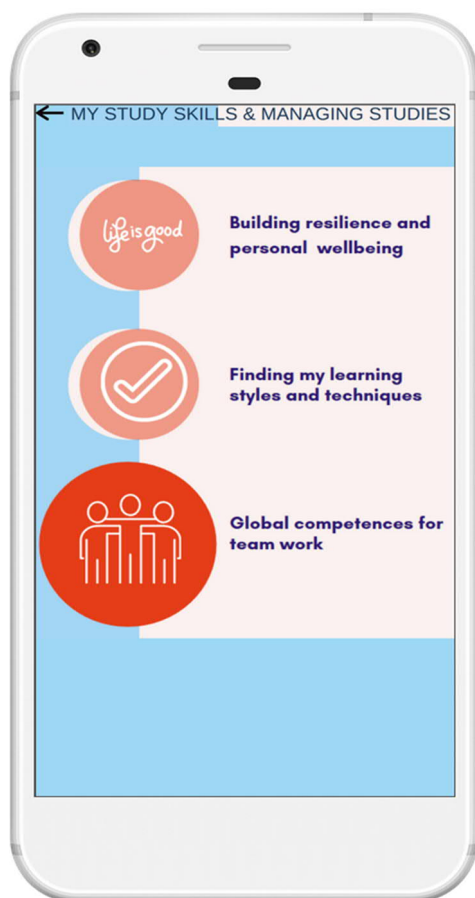 MY STUDY SKILLS & MANAGING STUDIES
life is good
Building resilience and
personal wellbeing
Finding my learning
styles and techniques
Global competences for
team work